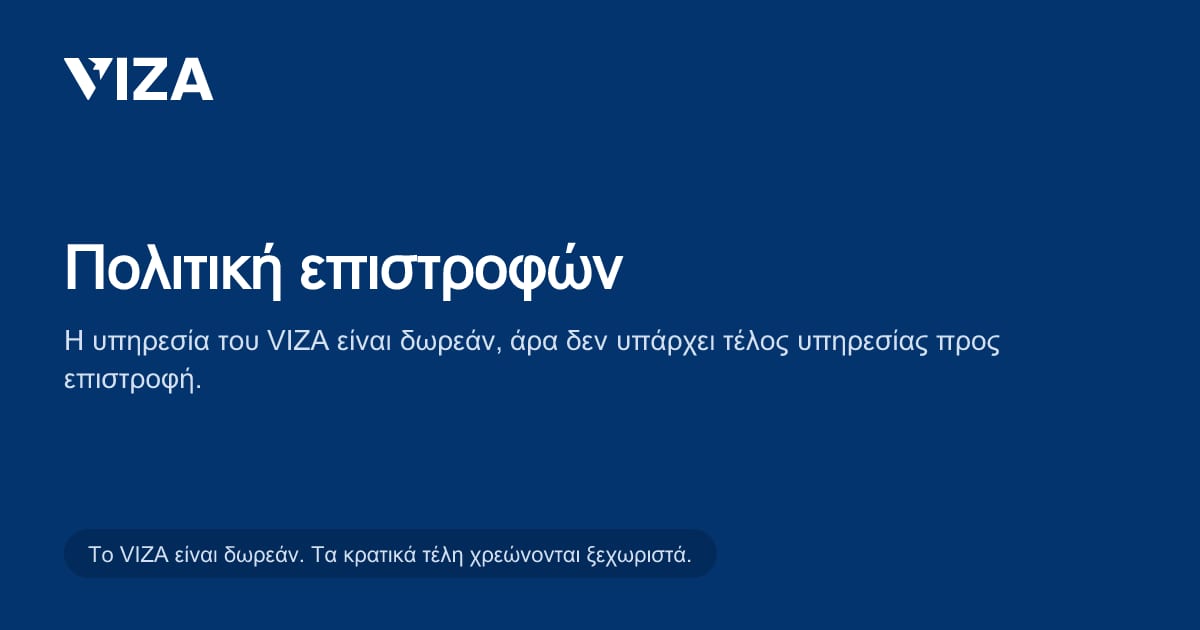 VIZA
Πολιτική επιστροφών
Η υπηρεσία του VIZA είναι δωρεάν, άρα δεν υπάρχει τέλος υπηρεσίας προς
επιστροφή.
Το VIZA είναι δωρεάν. Τα κρατικά τέλη χρεώνονται ξεχωριστά.